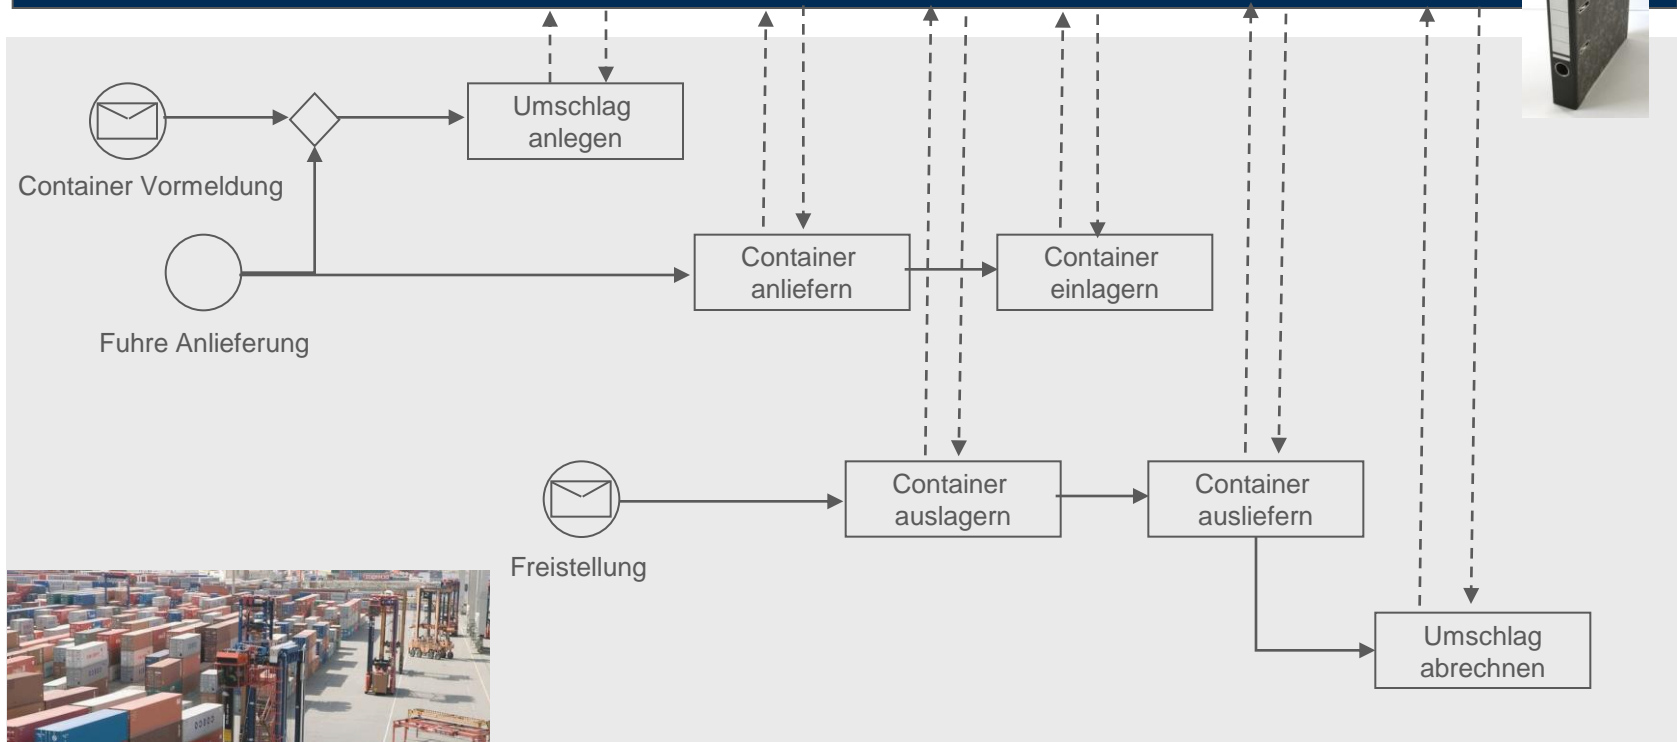 Umschlag
anlegen
Container Vormeldung
Container
anliefern
Container
einlagern
Fuhre Anlieferung
Container
auslagern
Container
ausliefern
Freistellung
Umschlag
abrechnen